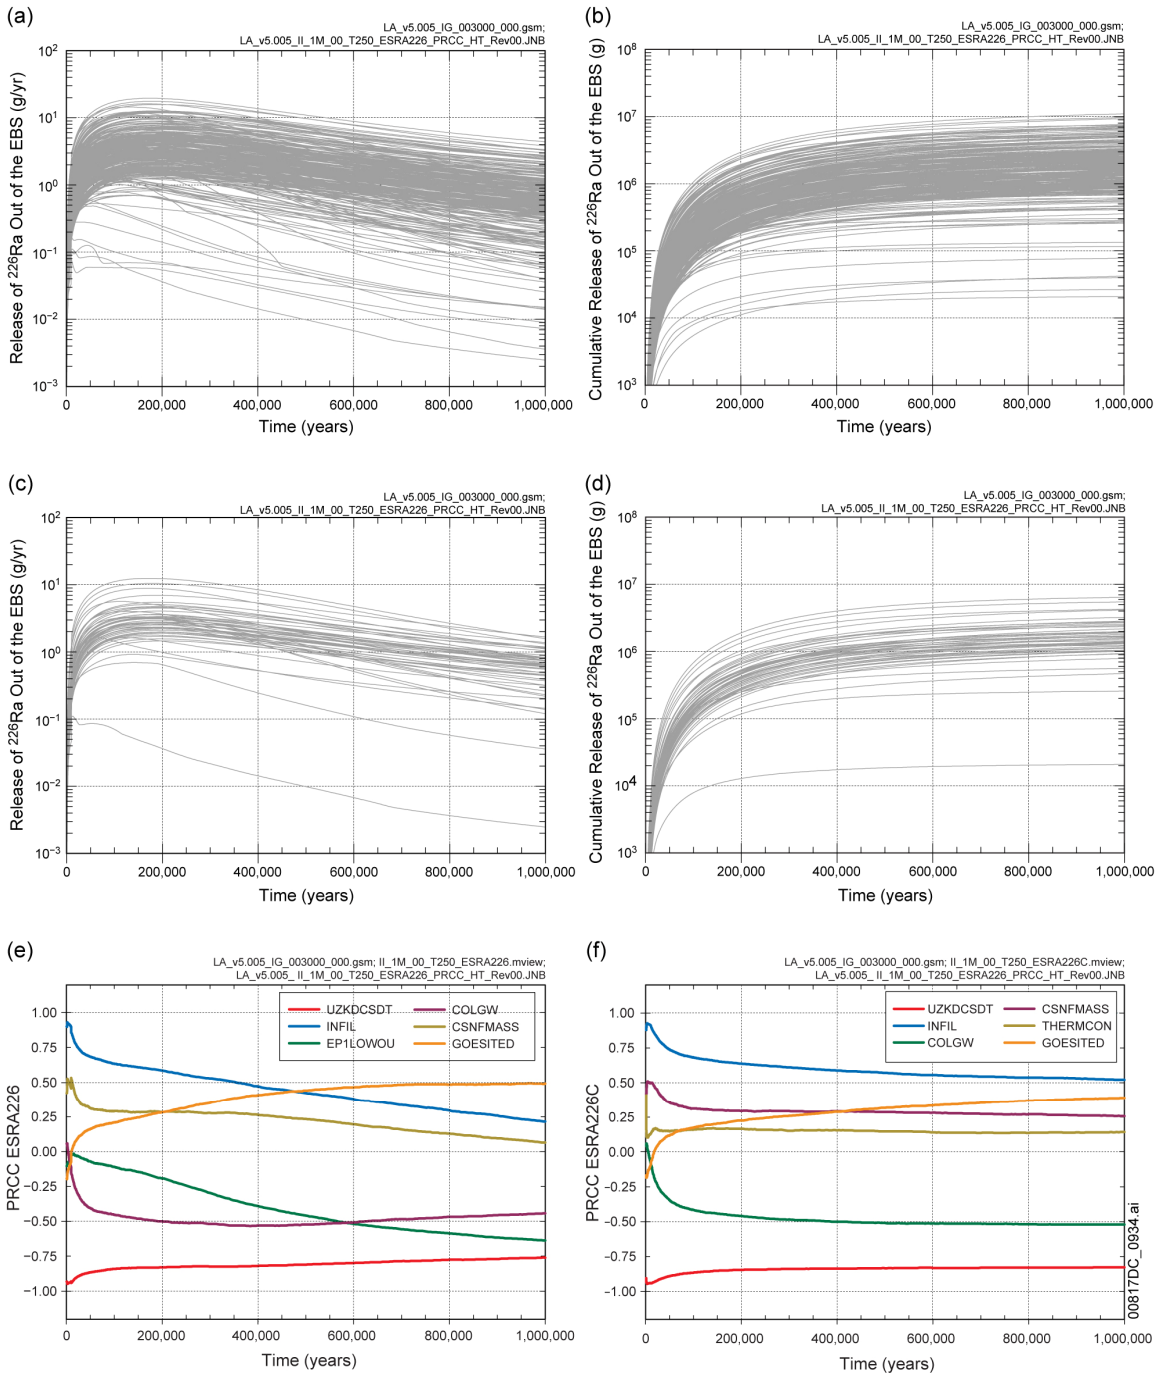 (a)
LA_v5.005_IG_003000_000.gsm;
LA_v5.005_II_1M_00_T250_ESRA226_PRCC_HT_Rev00.JNB
Release of ²²⁶Ra Out of the EBS (g/yr)
10²
10¹
10⁰
10⁻¹
10⁻²
10⁻³
0 200,000 400,000 600,000 800,000 1,000,000
Time (years)
(b)
LA_v5.005_IG_003000_000.gsm;
LA_v5.005_II_1M_00_T250_ESRA226_PRCC_HT_Rev00.JNB
Cumulative Release of ²²⁶Ra Out of the EBS (g)
10⁸
10⁷
10⁶
10⁵
10⁴
10³
0 200,000 400,000 600,000 800,000 1,000,000
Time (years)
(c)
LA_v5.005_IG_003000_000.gsm;
LA_v5.005_II_1M_00_T250_ESRA226_PRCC_HT_Rev00.JNB
Release of ²²⁶Ra Out of the EBS (g/yr)
10²
10¹
10⁰
10⁻¹
10⁻²
10⁻³
0 200,000 400,000 600,000 800,000 1,000,000
Time (years)
(d)
LA_v5.005_IG_003000_000.gsm;
LA_v5.005_II_1M_00_T250_ESRA226_PRCC_HT_Rev00.JNB
Cumulative Release of ²²⁶Ra Out of the EBS (g)
10⁸
10⁷
10⁶
10⁵
10⁴
10³
0 200,000 400,000 600,000 800,000 1,000,000
Time (years)
(e)
LA_v5.005_IG_003000_000.gsm; II_1M_00_T250_ESRA226.mview;
LA_v5.005_ II_1M_00_T250_ESRA226_PRCC_HT_Rev00.JNB
PRCC ESRA226
UZKDCSDT COLGW
INFIL CSNFMASS
EP1LOWOU GOESITED
1.00
0.75
0.50
0.25
0.00
−0.25
−0.50
−0.75
−1.00
0 200,000 400,000 600,000 800,000 1,000,000
Time (years)
(f)
LA_v5.005_IG_003000_000.gsm; II_1M_00_T250_ESRA226C.mview;
LA_v5.005_ II_1M_00_T250_ESRA226_PRCC_HT_Rev00.JNB
PRCC ESRA226C
UZKDCSDT CSNFMASS
INFIL THERMCON
COLGW GOESITED
1.00
0.75
0.50
0.25
0.00
−0.25
−0.50
−0.75
−1.00
0 200,000 400,000 600,000 800,000 1,000,000
Time (years)
00817DC_0934.ai